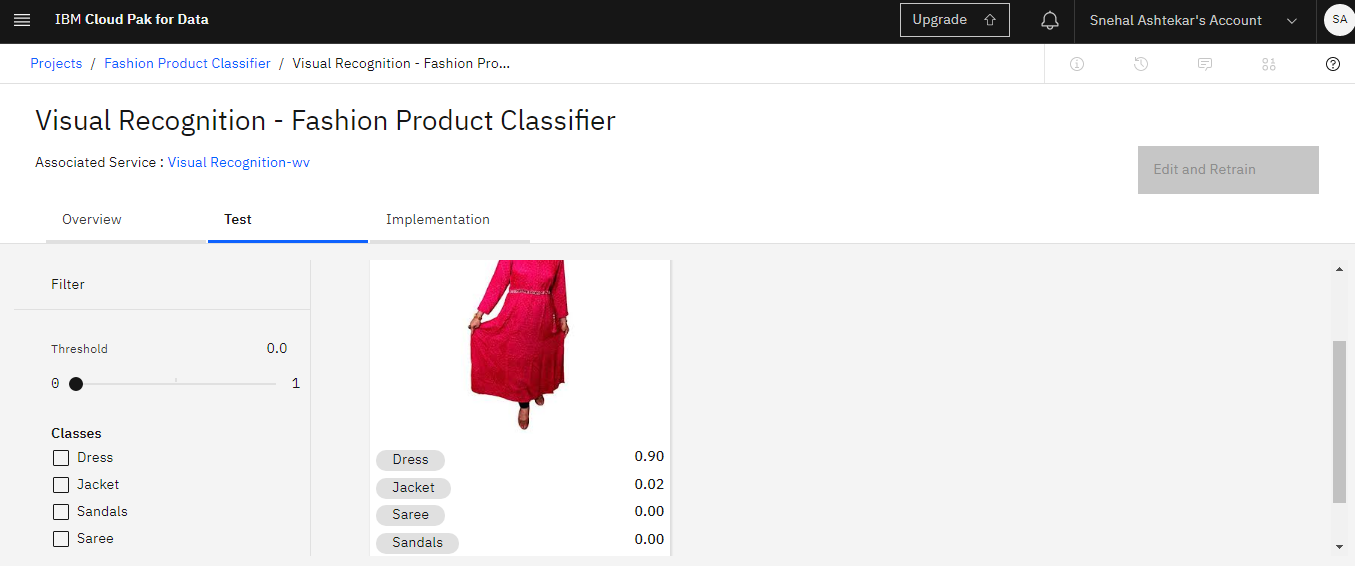 IBM Cloud Pak for Data
Upgrade
Snehal Ashtekar's Account
SA
Projects / Fashion Product Classifier / Visual Recognition - Fashion Pro...
Visual Recognition - Fashion Product Classifier
Associated Service : Visual Recognition-wv
Edit and Retrain
Overview
Test
Implementation
Filter
Threshold 0.0
0 1
Classes
Dress
Jacket
Sandals
Saree
Dress 0.90
Jacket 0.02
Saree 0.00
Sandals 0.00